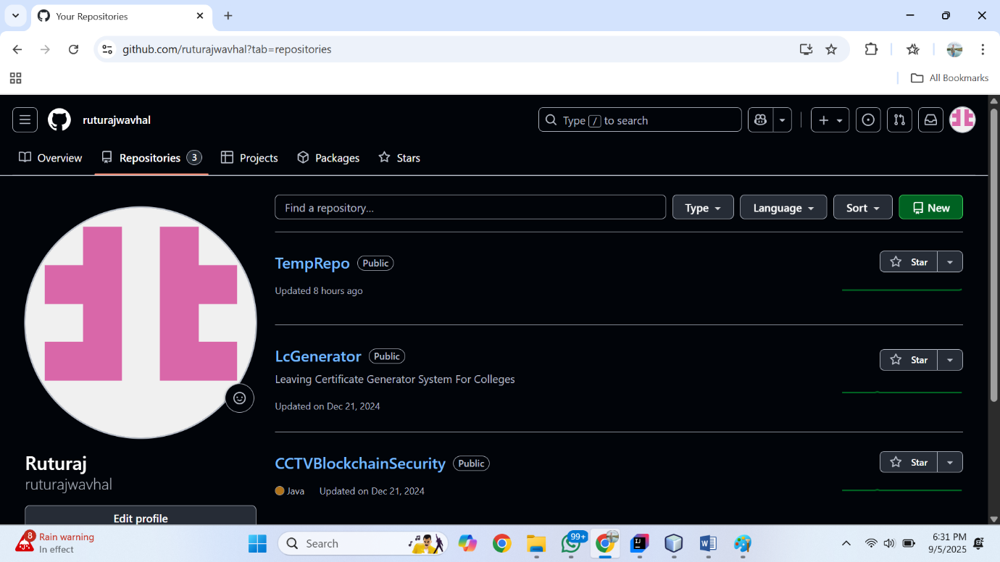 Your Repositories
github.com/ruturajwavhal?tab=repositories
All Bookmarks
ruturajwavhal
Type / to search
Overview
Repositories 3
Projects
Packages
Stars
Find a repository...
Type
Language
Sort
New
TempRepo Public
Star
Updated 8 hours ago
LcGenerator Public
Star
Leaving Certificate Generator System For Colleges
Updated on Dec 21, 2024
CCTVBlockchainSecurity Public
Star
Java Updated on Dec 21, 2024
Ruturaj
ruturajwavhal
Edit profile
8
Rain warning
In effect
Search
99+
IJ
W
6:31 PM
9/5/2025